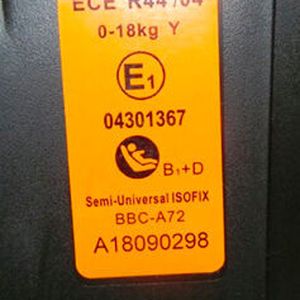 ECE R44/04
0-18kg Y
E1
04301367
B1+D
Semi-Universal ISOFIX
BBC-A72
A18090298